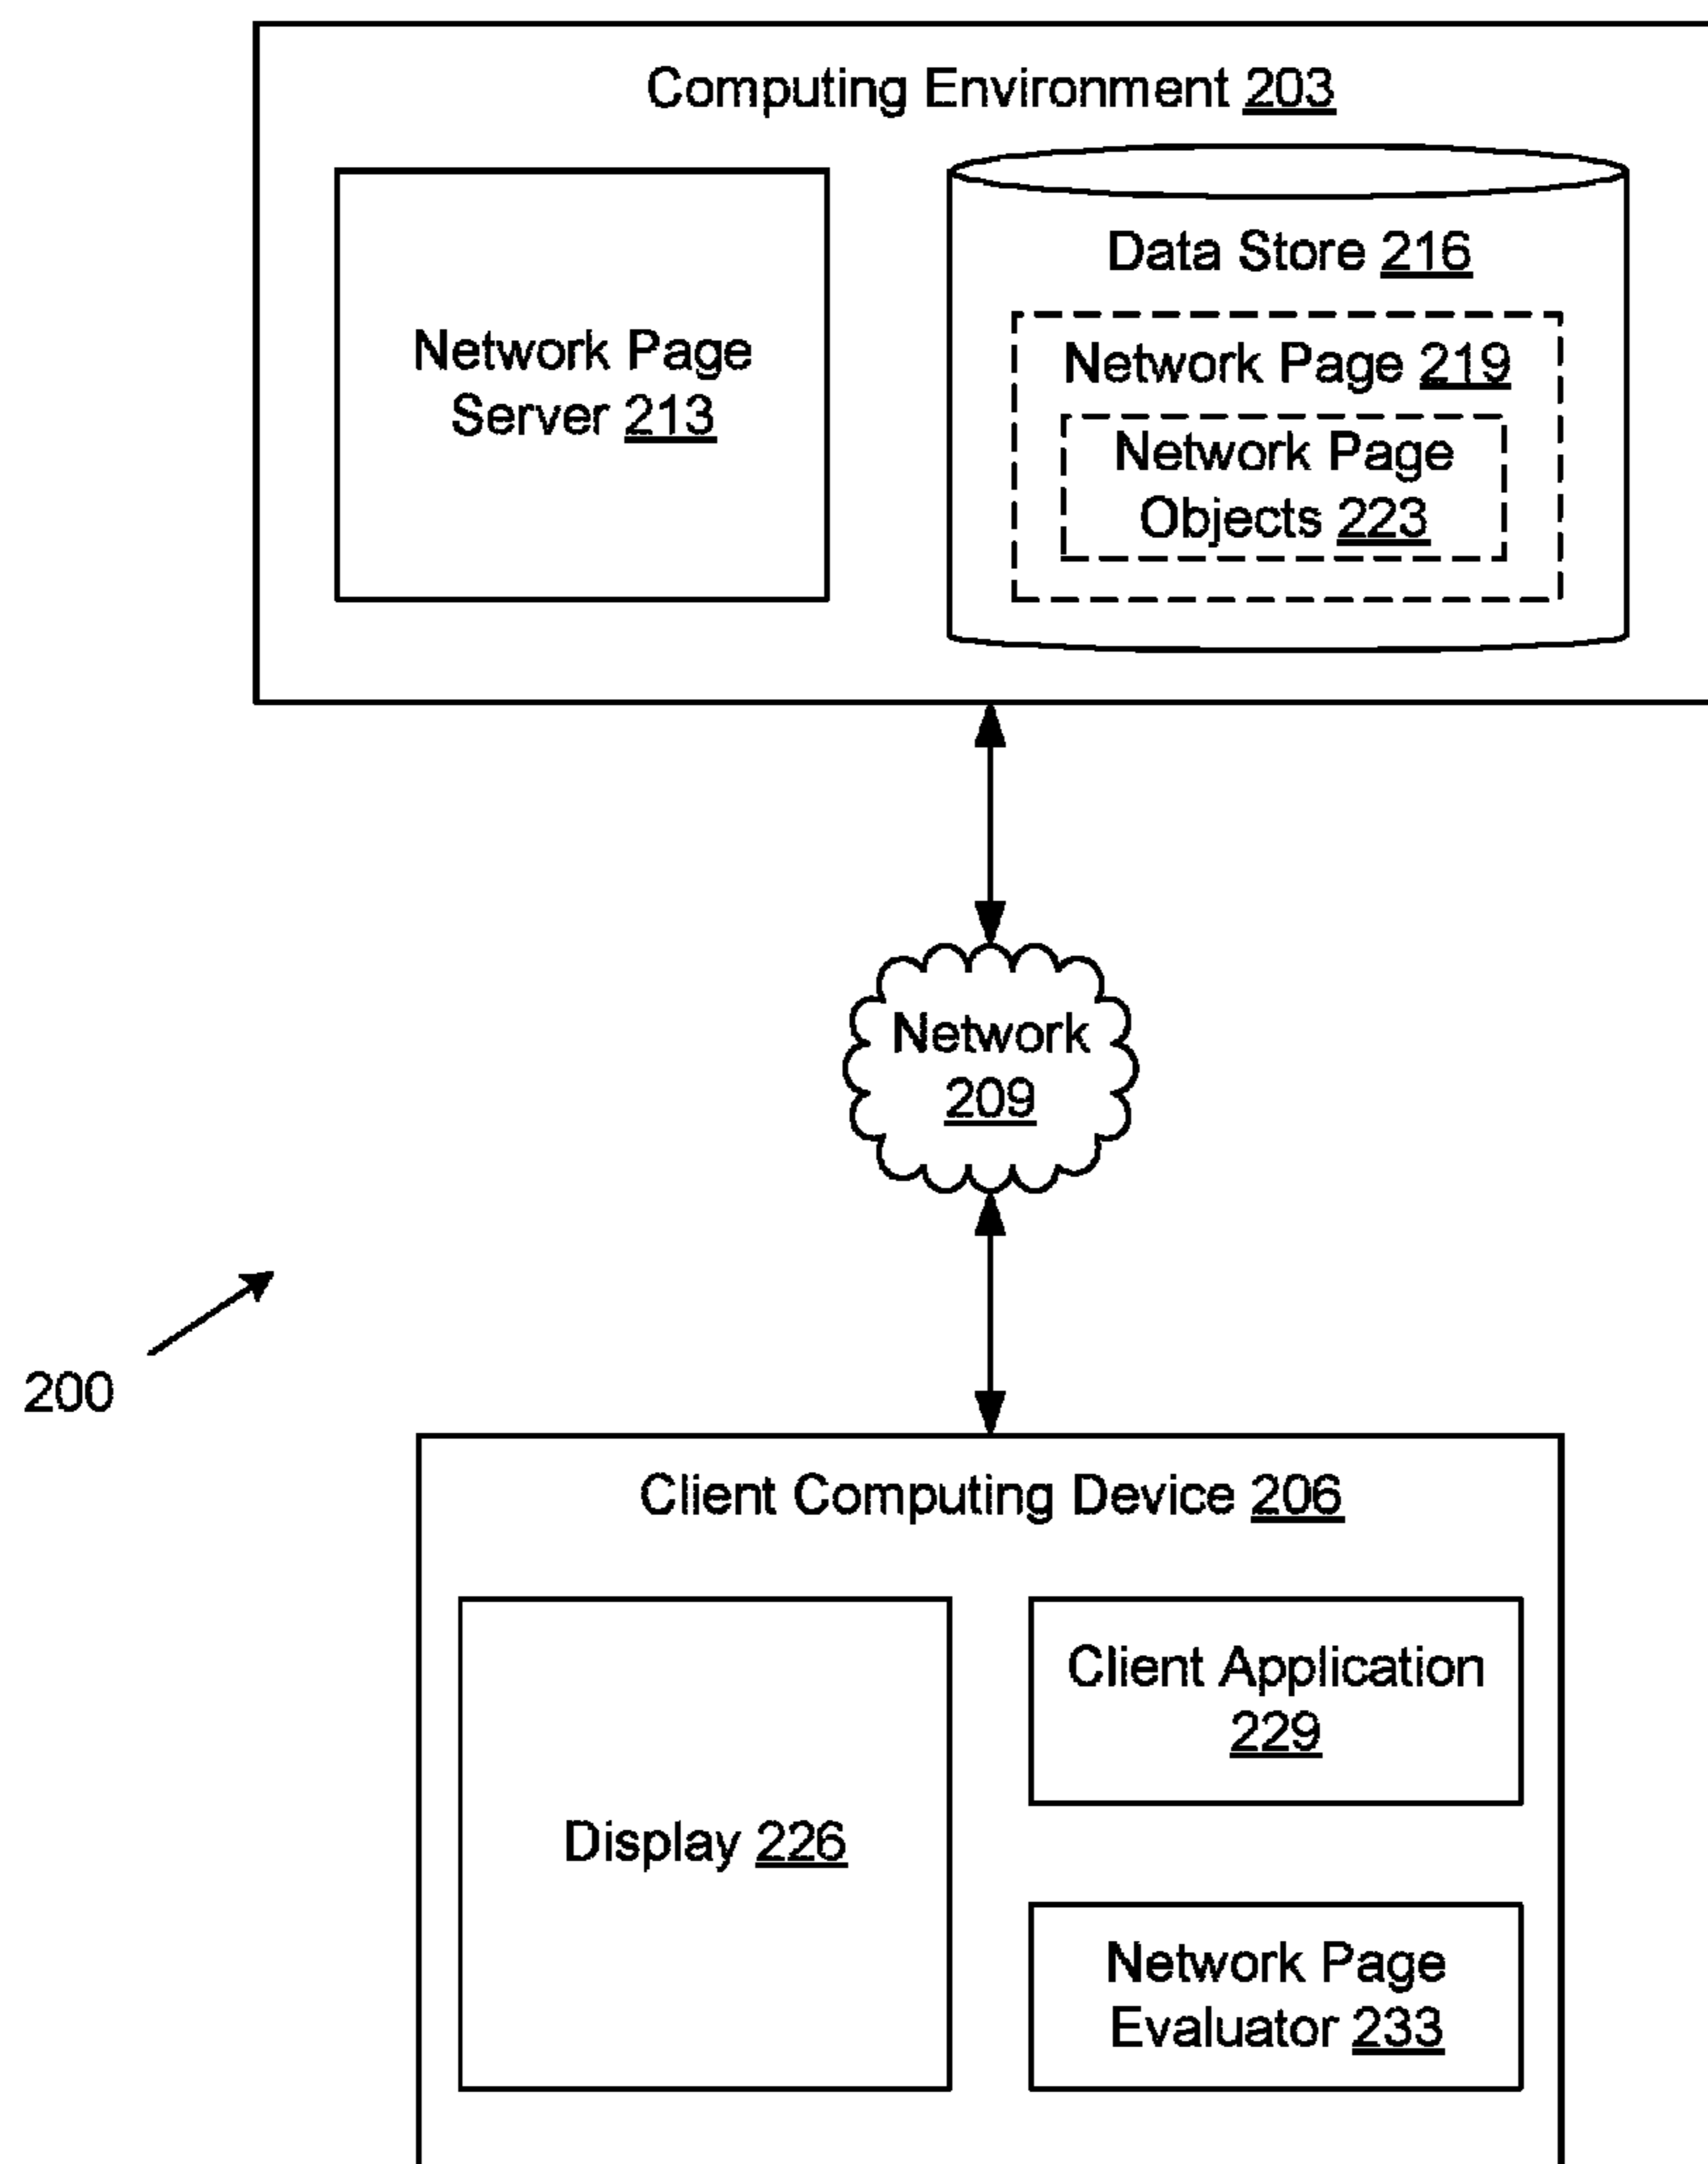 Computing Environment 203
Network Page
Server 213
Data Store 216
Network Page 219
Network Page
Objects 223
Network
209
200
Client Computing Device 206
Display 226
Client Application
229
Network Page
Evaluator 233